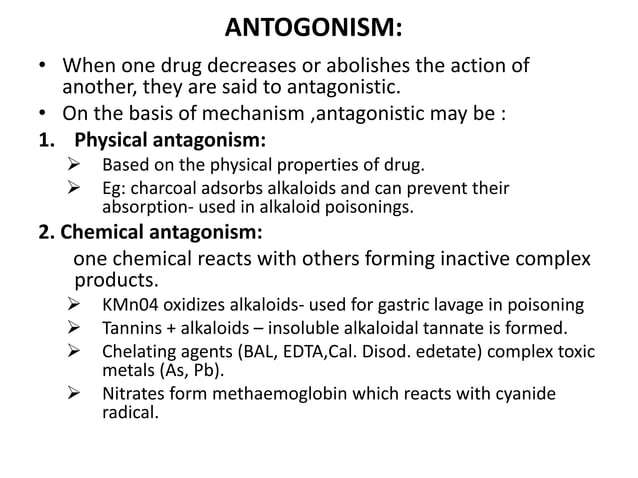 ANTOGONISM:
• When one drug decreases or abolishes the action of
another, they are said to antagonistic.
• On the basis of mechanism ,antagonistic may be :
1. Physical antagonism:
➢ Based on the physical properties of drug.
➢ Eg: charcoal adsorbs alkaloids and can prevent their
absorption- used in alkaloid poisonings.
2. Chemical antagonism:
one chemical reacts with others forming inactive complex
products.
➢ KMn04 oxidizes alkaloids- used for gastric lavage in poisoning
➢ Tannins + alkaloids – insoluble alkaloidal tannate is formed.
➢ Chelating agents (BAL, EDTA,Cal. Disod. edetate) complex toxic
metals (As, Pb).
➢ Nitrates form methaemoglobin which reacts with cyanide
radical.